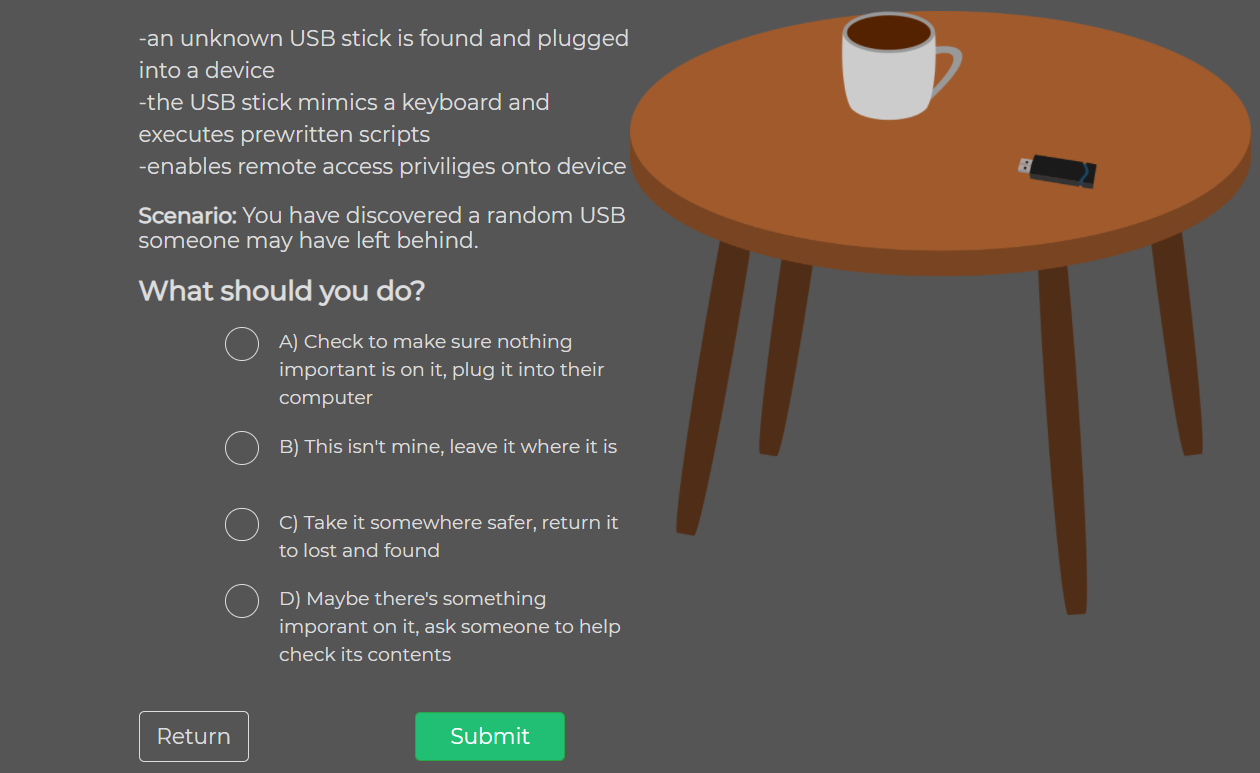 -an unknown USB stick is found and plugged
into a device
-the USB stick mimics a keyboard and
executes prewritten scripts
-enables remote access priviliges onto device
Scenario: You have discovered a random USB
someone may have left behind.
What should you do?
A) Check to make sure nothing
important is on it, plug it into their
computer
B) This isn't mine, leave it where it is
C) Take it somewhere safer, return it
to lost and found
D) Maybe there's something
imporant on it, ask someone to help
check its contents
Return
Submit